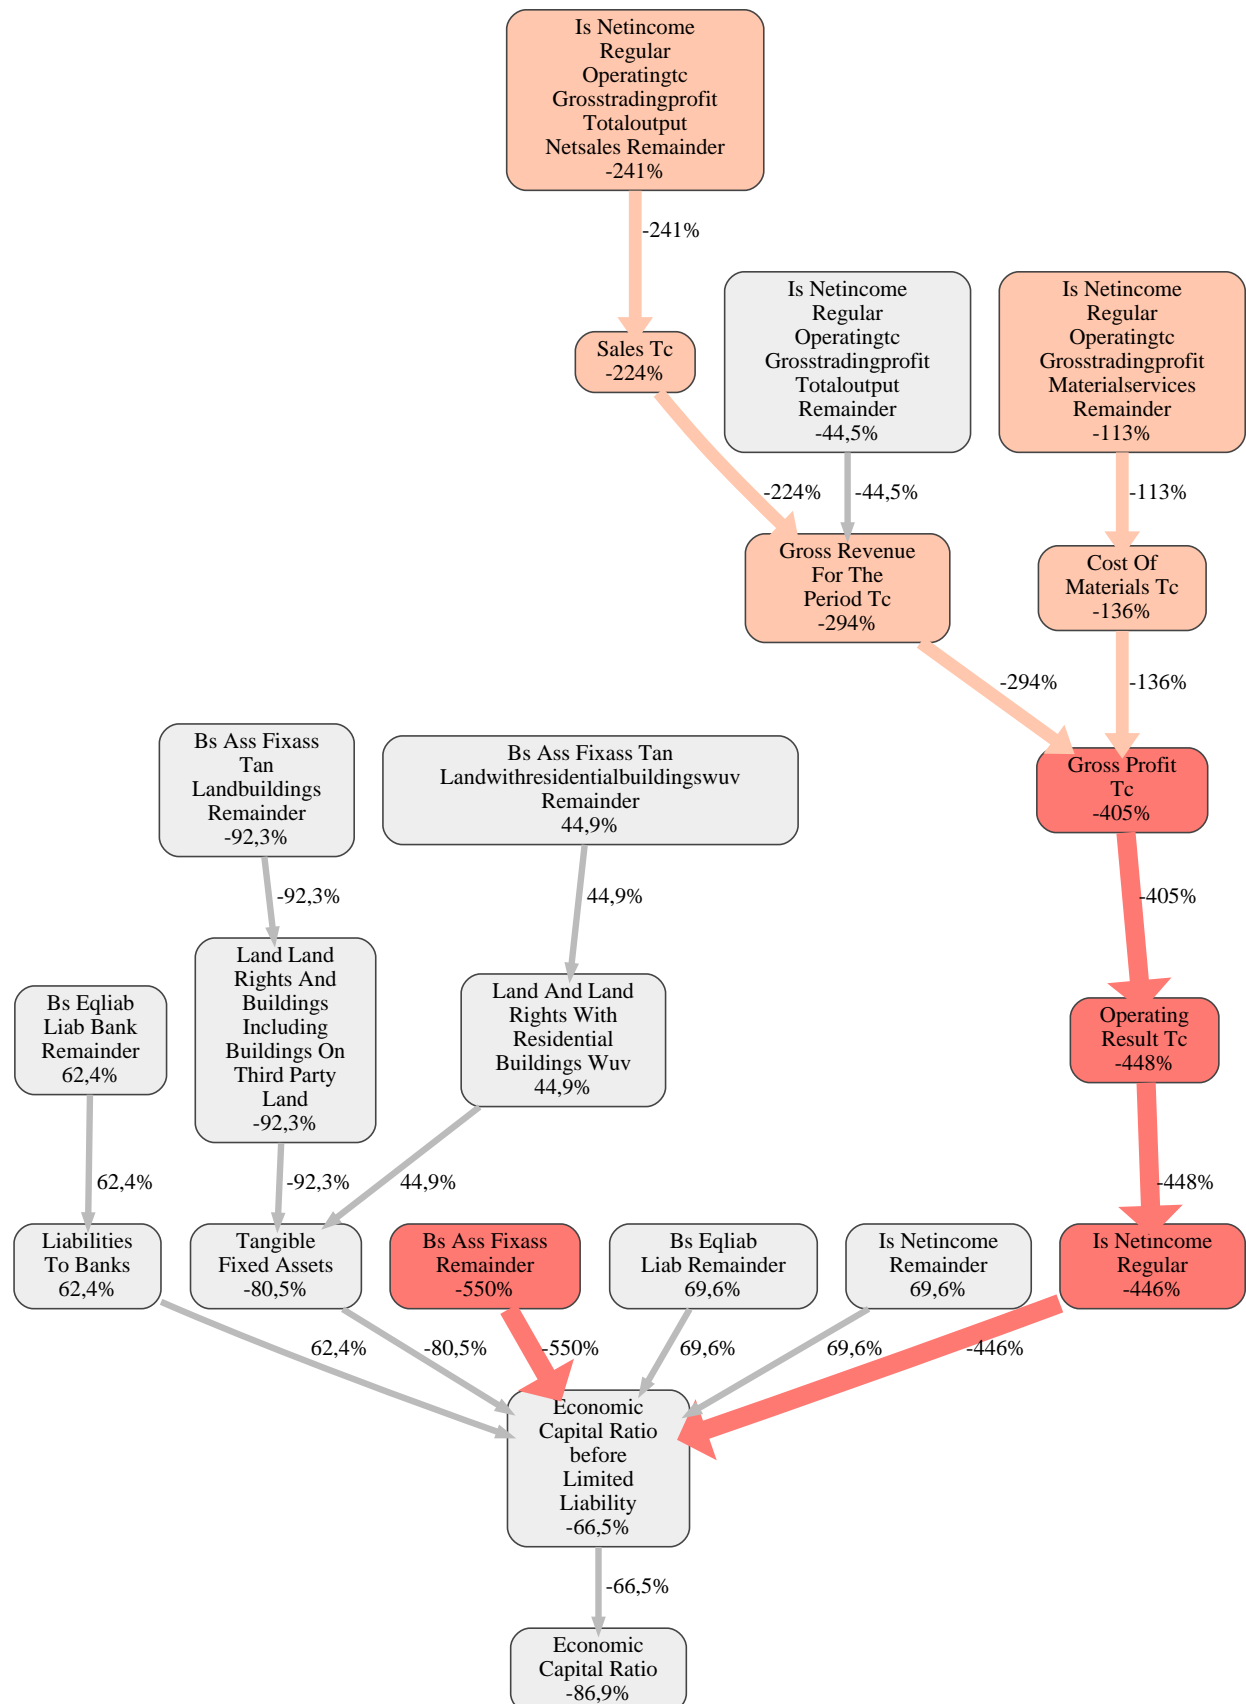 Is Netincome
Regular
Operatingtc
Grosstradingprofit
Totaloutput
Netsales Remainder
-241%
-241%
Is Netincome
Regular
Operatingtc
Grosstradingprofit
Totaloutput
Remainder
-44,5%
Is Netincome
Regular
Operatingtc
Grosstradingprofit
Materialservices
Remainder
-113%
Sales Tc
-224%
-224%
-44,5%
-113%
Gross Revenue
For The
Period Tc
-294%
Cost Of
Materials Tc
-136%
-294%
-136%
Bs Ass Fixass
Tan
Landbuildings
Remainder
-92,3%
Bs Ass Fixass Tan
Landwithresidentialbuildingswuv
Remainder
44,9%
Gross Profit
Tc
-405%
-92,3%
44,9%
-405%
Bs Eqliab
Liab Bank
Remainder
62,4%
Land Land
Rights And
Buildings
Including
Buildings On
Third Party
Land
-92,3%
Land And Land
Rights With
Residential
Buildings Wuv
44,9%
Operating
Result Tc
-448%
62,4%
-92,3%
44,9%
-448%
Liabilities
To Banks
62,4%
Tangible
Fixed Assets
-80,5%
Bs Ass Fixass
Remainder
-550%
Bs Eqliab
Liab Remainder
69,6%
Is Netincome
Remainder
69,6%
Is Netincome
Regular
-446%
62,4%
-80,5%
-550%
69,6%
69,6%
-446%
Economic
Capital Ratio
before
Limited
Liability
-66,5%
-66,5%
Economic
Capital Ratio
-86,9%